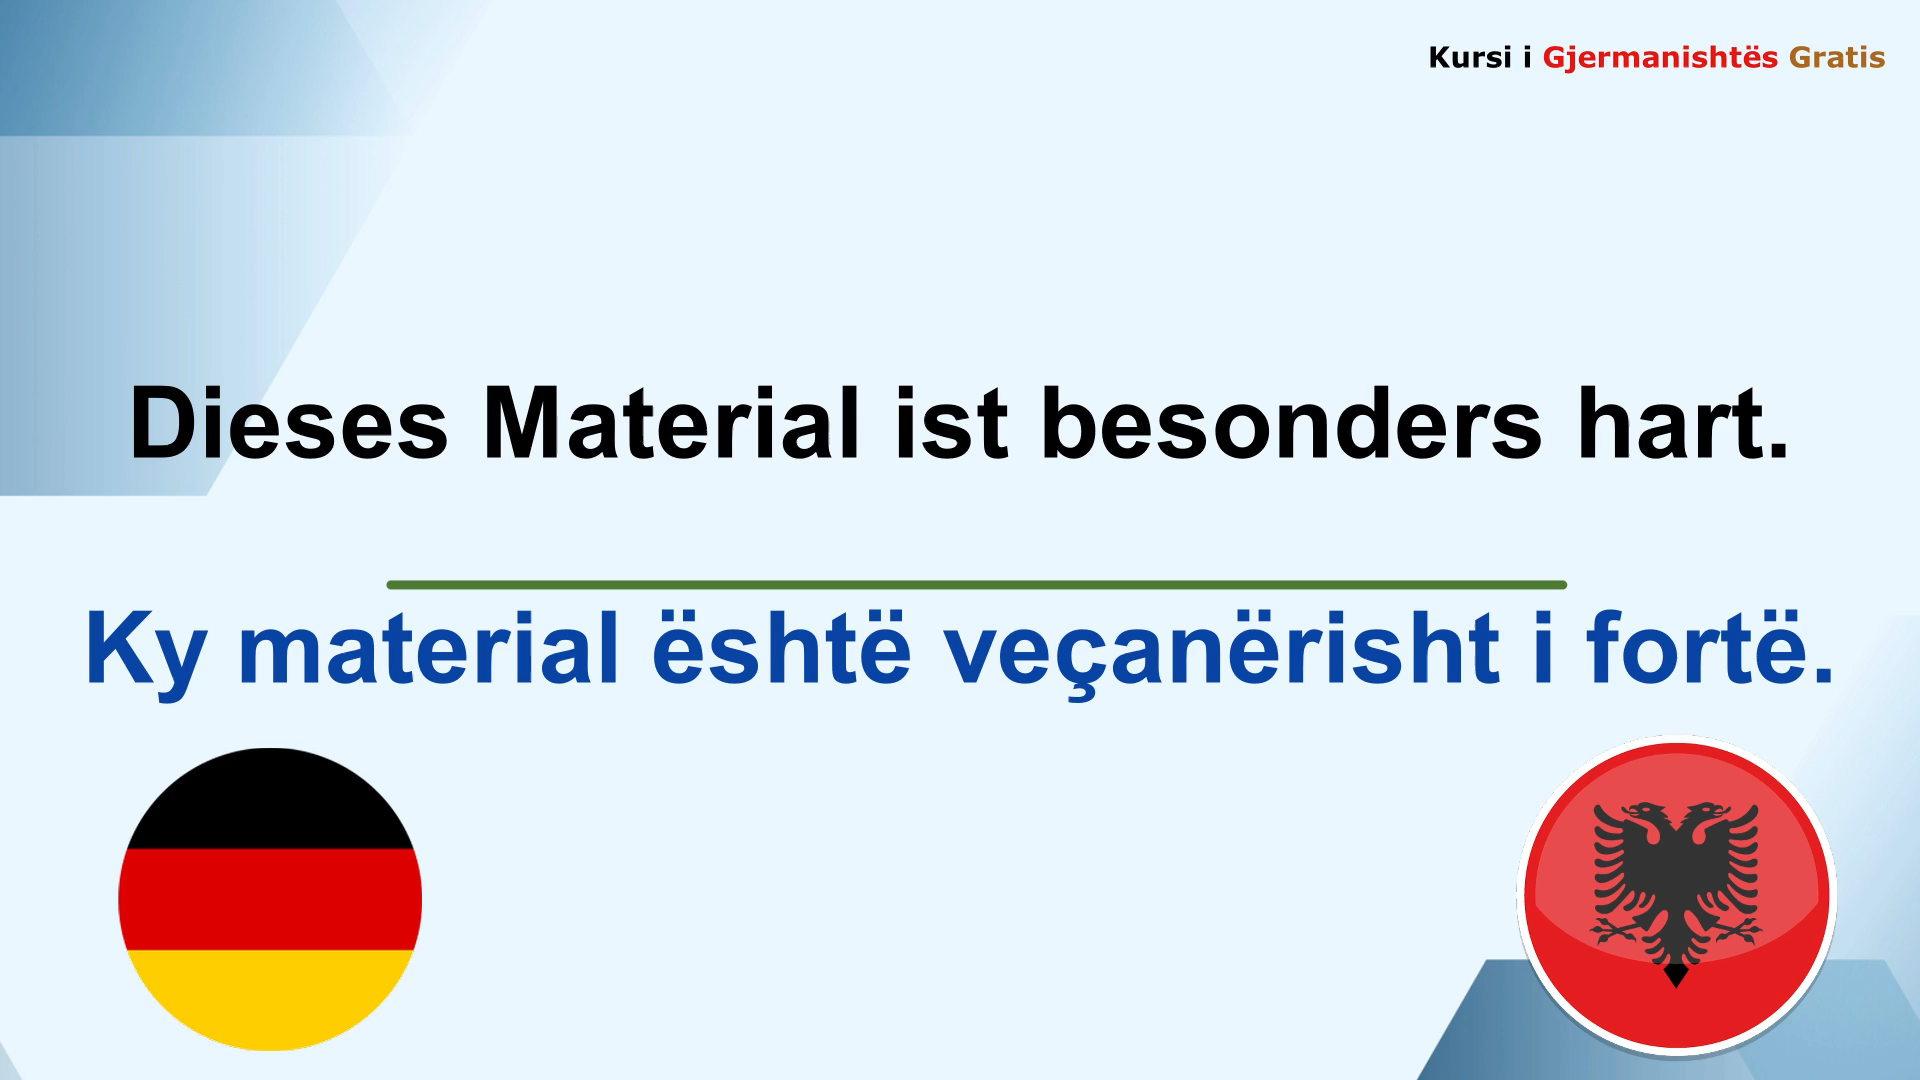 Kursi i Gjermanishtës Gratis
Dieses Material ist besonders hart.
Ky material është veçanërisht i fortë.